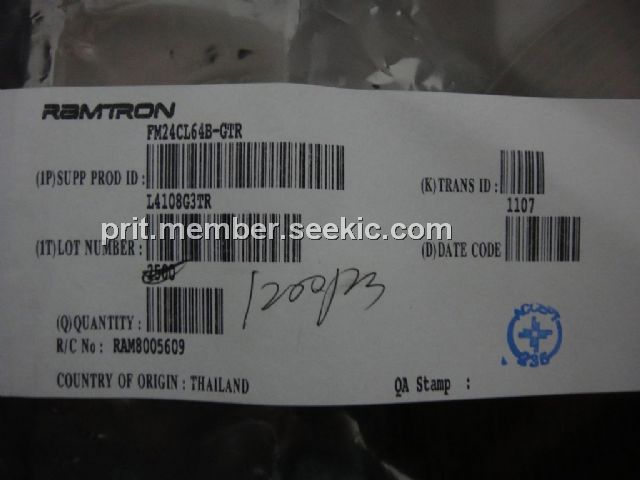 RAMTRON
FM24CL64B-GTR
(1P)SUPP PROD ID :
(K)TRANS ID :
L4108G3TR
1107
prit.member.seekic.com
(1T)LOT NUMBER :
(D)DATE CODE
2500
(Q)QUANTITY :
R/C No : RAM8005609
COUNTRY OF ORIGIN : THAILAND
QA Stamp :
ACCEPT